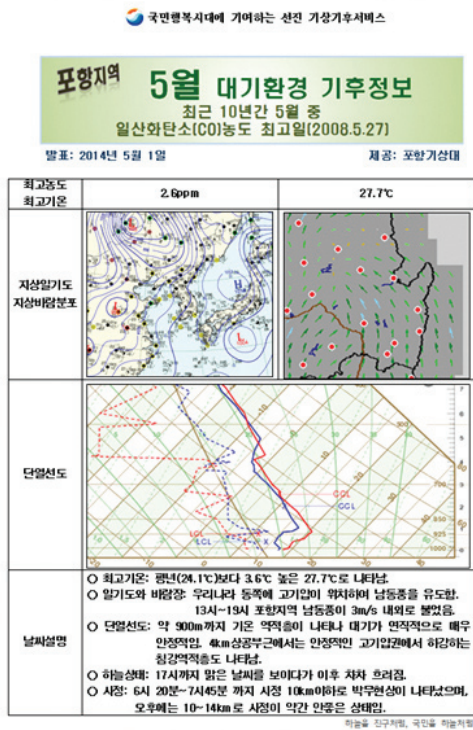 국민행복시대에 기여하는 선진 기상기후서비스
포항지역
5월 대기환경 기후정보
최근 10년간 5월 중
일산화탄소(CO)농도 최고일(2008.5.27)
발표: 2014년 5월 1일
제공: 포항기상대
최고농도
최고기온
2.6ppm
27.7℃
지상일기도
지상바람분포
단열선도
CCL
CCL
LCL
LCL
날씨설명
○ 최고기온: 평년(24.1℃)보다 3.6℃ 높은 27.7℃로 나타남.
○ 일기도와 바람장: 우리나라 동쪽에 고기압이 위치하여 남동풍을 유도함.
13시~19시 포항지역 남동풍이 3m/s 내외로 불었음.
○ 단열선도: 약 900m까지 기온 역적층이 나타나 대기가 연직적으로 매우
안정적임. 4km상공부근에서는 안정적인 고기압권에서 하강하는
침강역적층도 나타남.
○ 하늘상태: 17시까지 맑은 날씨를 보이다가 이후 차차 흐려짐.
○ 시정: 6시 20분~7시45분 까지 시정 10km이하로 박무현상이 나타났으며,
오후에는 10~14km로 시정이 약간 안좋은 상태임.
하늘을 친구처럼, 국민을 하늘처럼